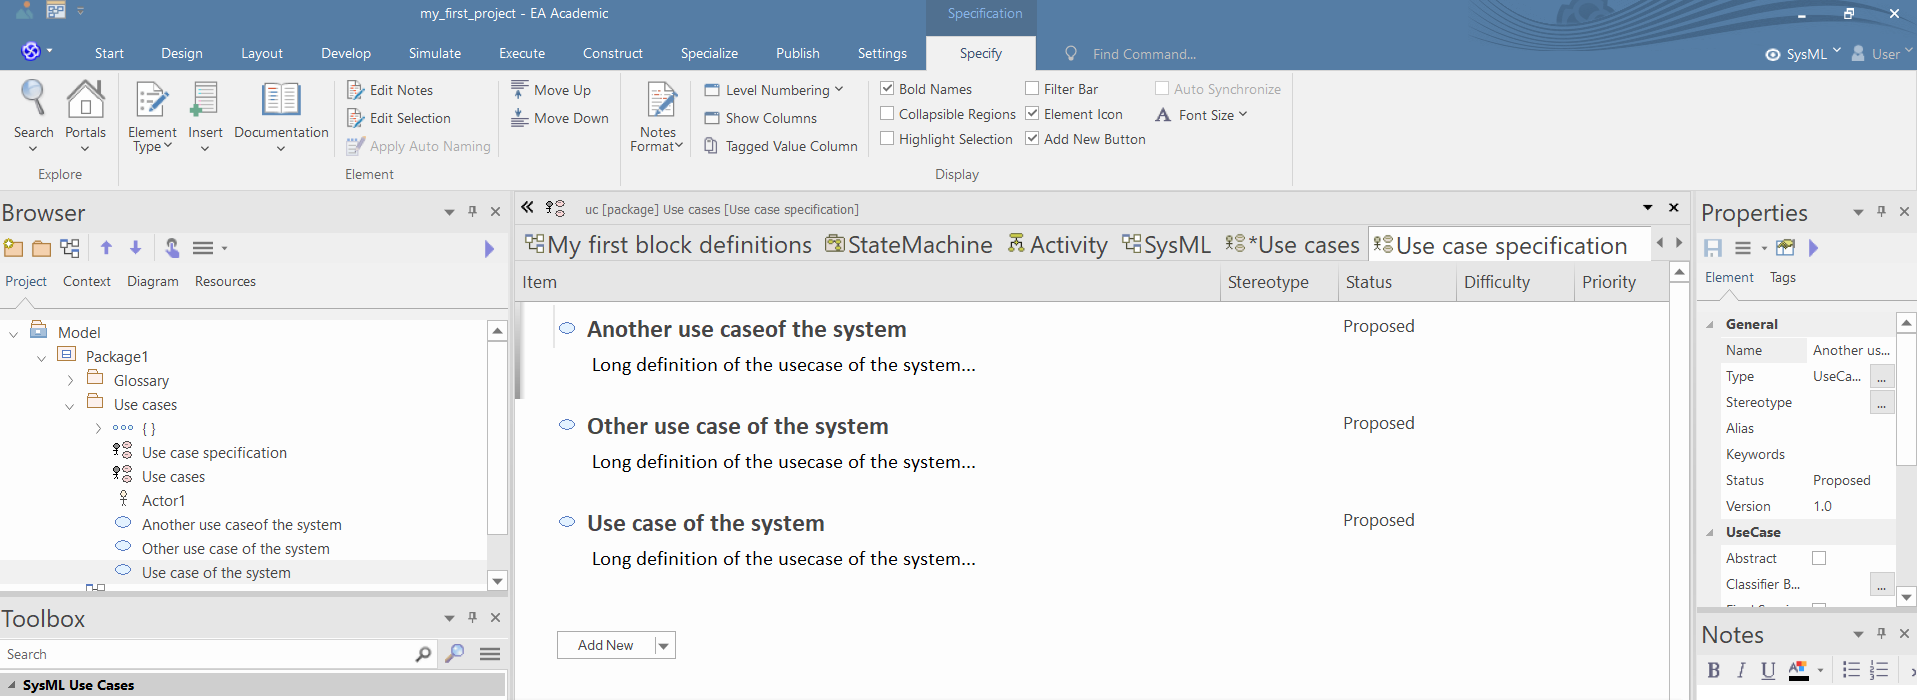 my_first_project - EA Academic
Specification
Start Design Layout Develop Simulate Execute Construct Specialize Publish Settings Specify Find Command... SysML User
Search Portals
Explore
Element Type Insert Documentation
Edit Notes
Edit Selection
Apply Auto Naming
Move Up
Move Down
Element
Notes Format
Level Numbering
Show Columns
Tagged Value Column
Bold Names
Collapsible Regions
Highlight Selection
Filter Bar
Element Icon
Add New Button
Auto Synchronize
Font Size
Display
Browser
Project Context Diagram Resources
Model
Package1
Glossary
Use cases
{ }
Use case specification
Use cases
Actor1
Another use caseof the system
Other use case of the system
Use case of the system
Toolbox
Search
SysML Use Cases
uc [package] Use cases [Use case specification]
My first block definitions StateMachine Activity SysML *Use cases Use case specification
Item Stereotype Status Difficulty Priority
Another use caseof the system Proposed
Long definition of the usecase of the system...
Other use case of the system Proposed
Long definition of the usecase of the system...
Use case of the system Proposed
Long definition of the usecase of the system...
Add New
Properties
Element Tags
General
Name Another us...
Type UseCa... ...
Stereotype ...
Alias
Keywords
Status Proposed
Version 1.0
UseCase
Abstract
Classifier B... ...
Notes
B I U A